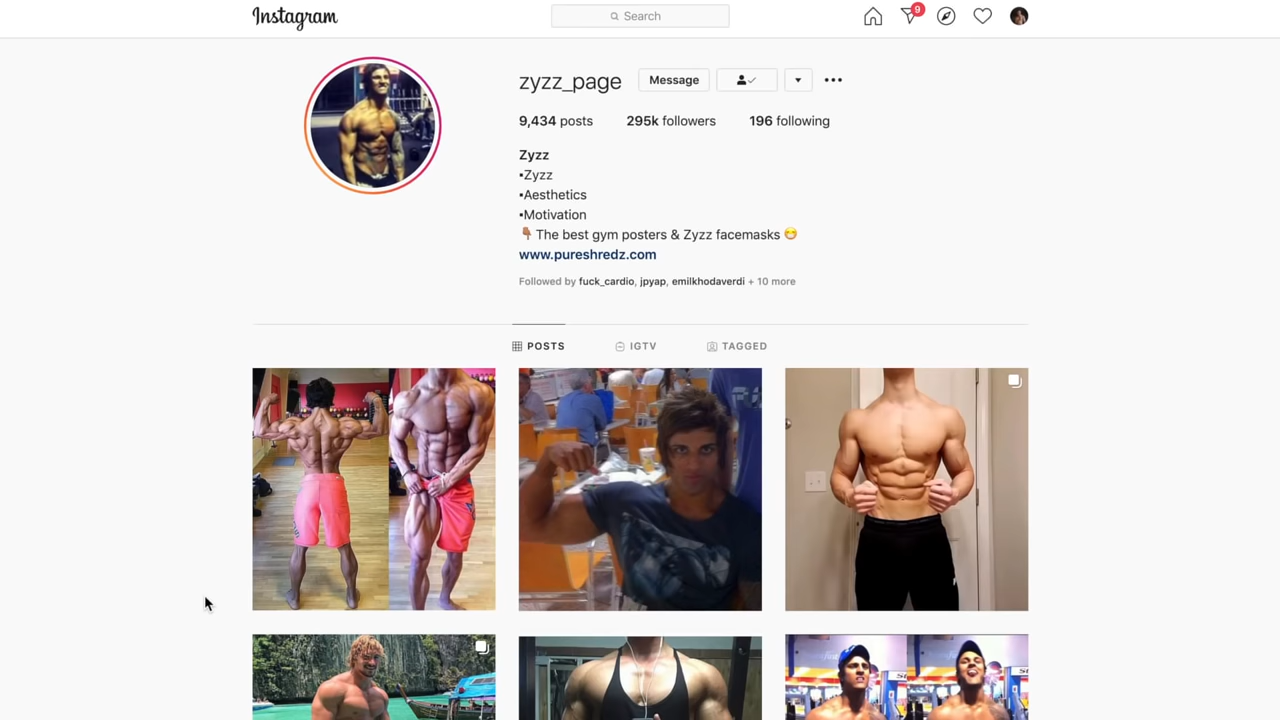 Instagram
Search
9
zyzz_page
Message
9,434 posts
295k followers
196 following
Zyzz
•Zyzz
•Aesthetics
•Motivation
👇🏽 The best gym posters & Zyzz facemasks 😁
www.pureshredz.com
Followed by fuck_cardio, jpyap, emilkhodaverdi + 10 more
POSTS
IGTV
TAGGED